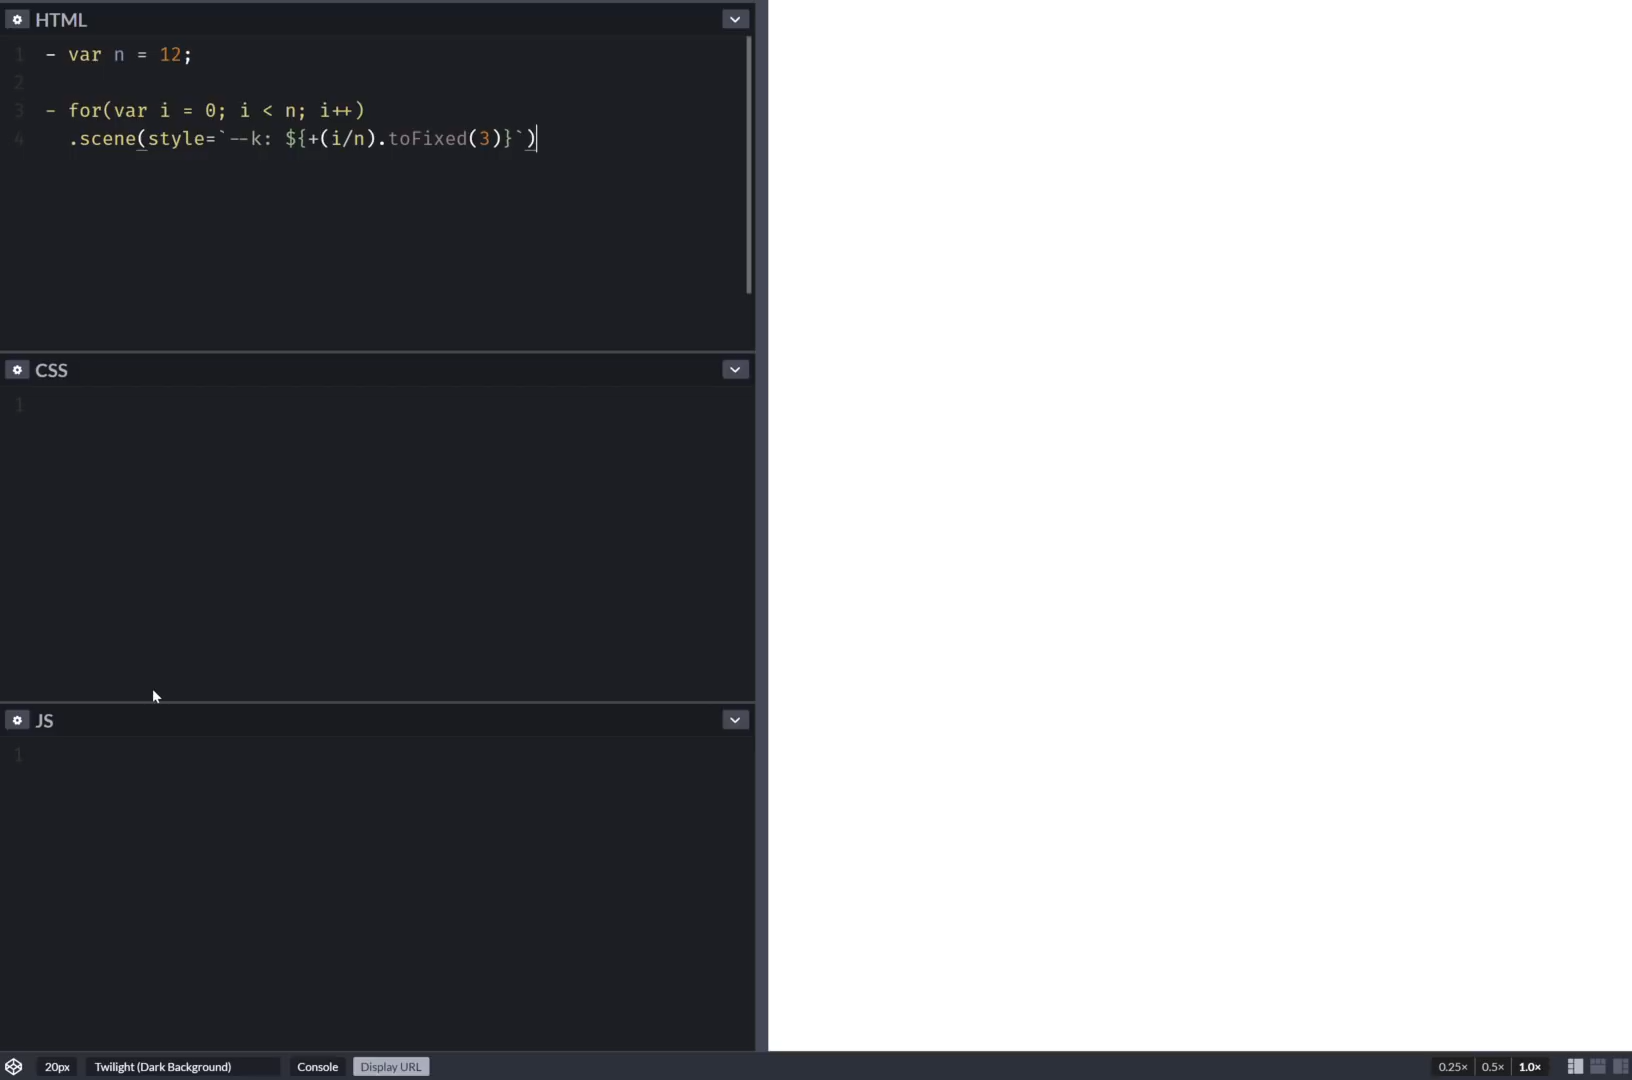 HTML
1 - var n = 12;
2
3 - for(var i = 0; i < n; i++)
4 .scene(style=`--k: ${+(i/n).toFixed(3)}`)
CSS
1
JS
1
20px Twilight (Dark Background) Console Display URL 0.25× 0.5× 1.0×